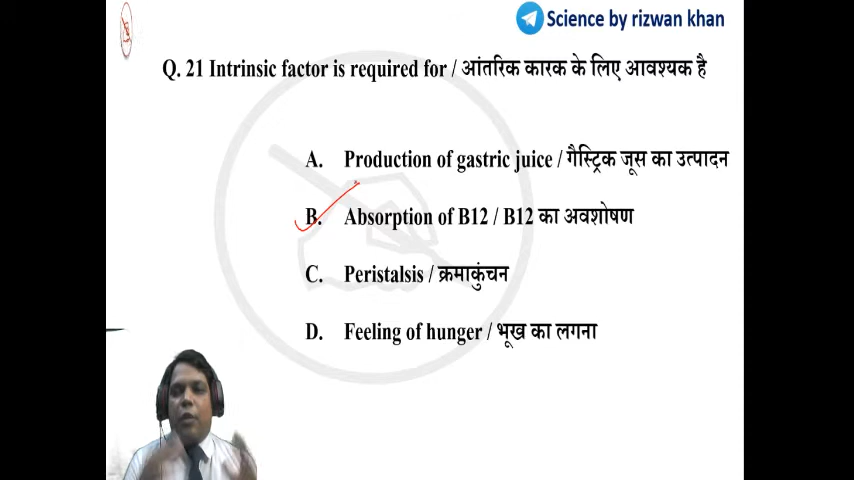 Science by rizwan khan
Q. 21 Intrinsic factor is required for / आंतरिक कारक के लिए आवश्यक है
A. Production of gastric juice / गैस्ट्रिक जूस का उत्पादन
B. Absorption of B12 / B12 का अवशोषण
C. Peristalsis / क्रमाकुंचन
D. Feeling of hunger / भूख का लगना